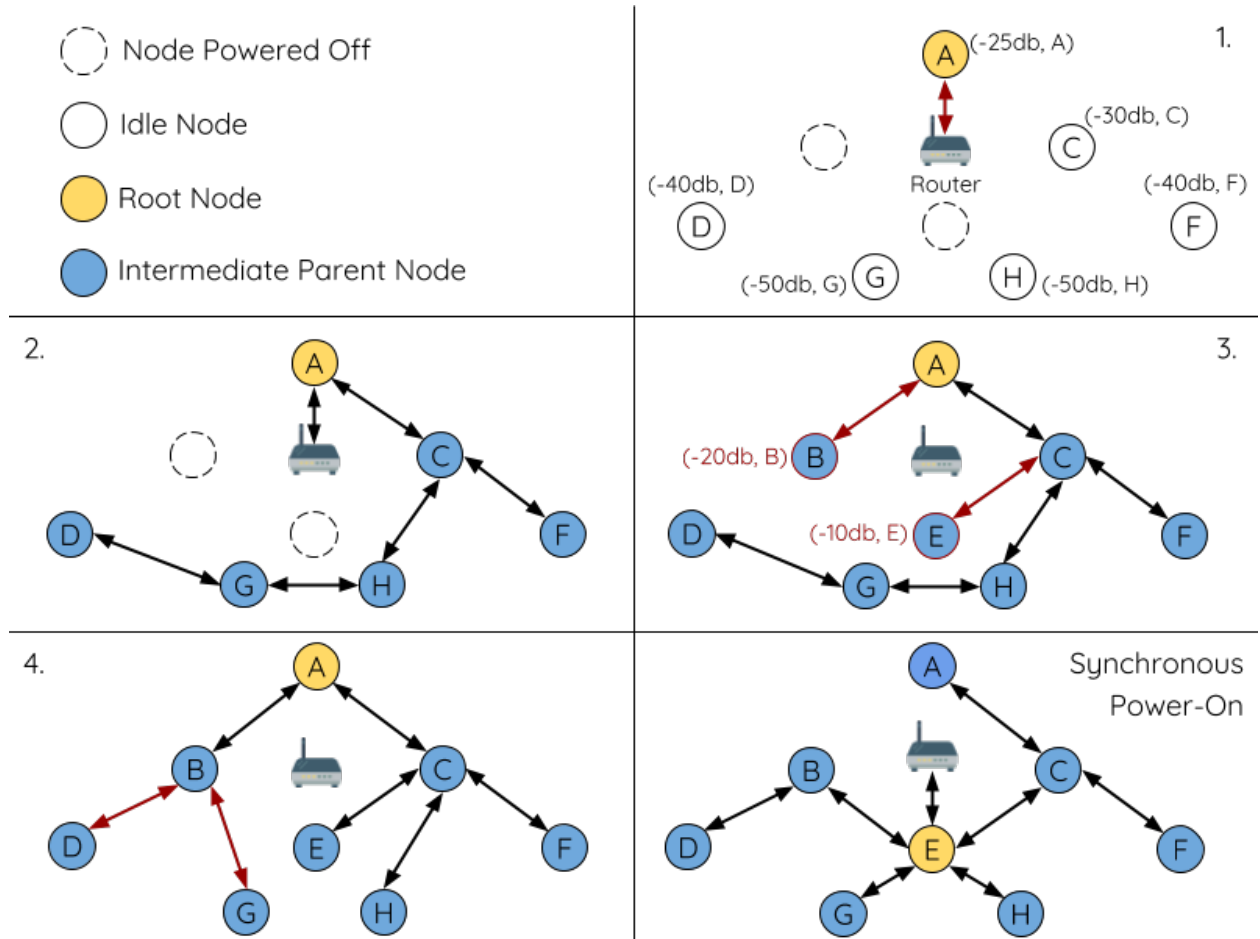 Node Powered Off
Idle Node
Root Node
Intermediate Parent Node
1.
A
(-25db, A)
(-30db, C)
C
Router
(-40db, D)
(-40db, F)
D
F
(-50db, G)
G
H
(-50db, H)
2.
A
C
D
F
G
H
3.
A
(-20db, B)
B
C
D
(-10db, E)
E
F
G
H
4.
A
B
C
D
E
F
G
H
Synchronous
Power-On
A
B
C
D
E
F
G
H